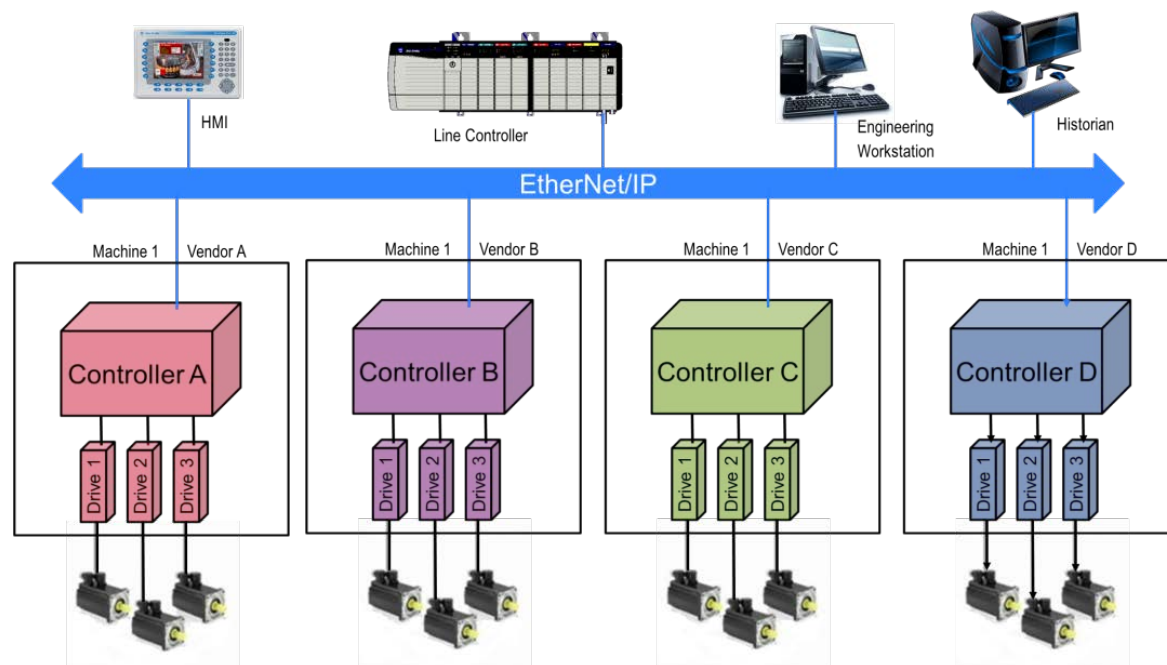 HMI
Line Controller
Engineering
Workstation
Historian
EtherNet/IP
Machine 1 Vendor A
Machine 1 Vendor B
Machine 1 Vendor C
Machine 1 Vendor D
Controller A
Controller B
Controller C
Controller D
Drive 1
Drive 2
Drive 3
Drive 1
Drive 2
Drive 3
Drive 1
Drive 2
Drive 3
Drive 1
Drive 2
Drive 3